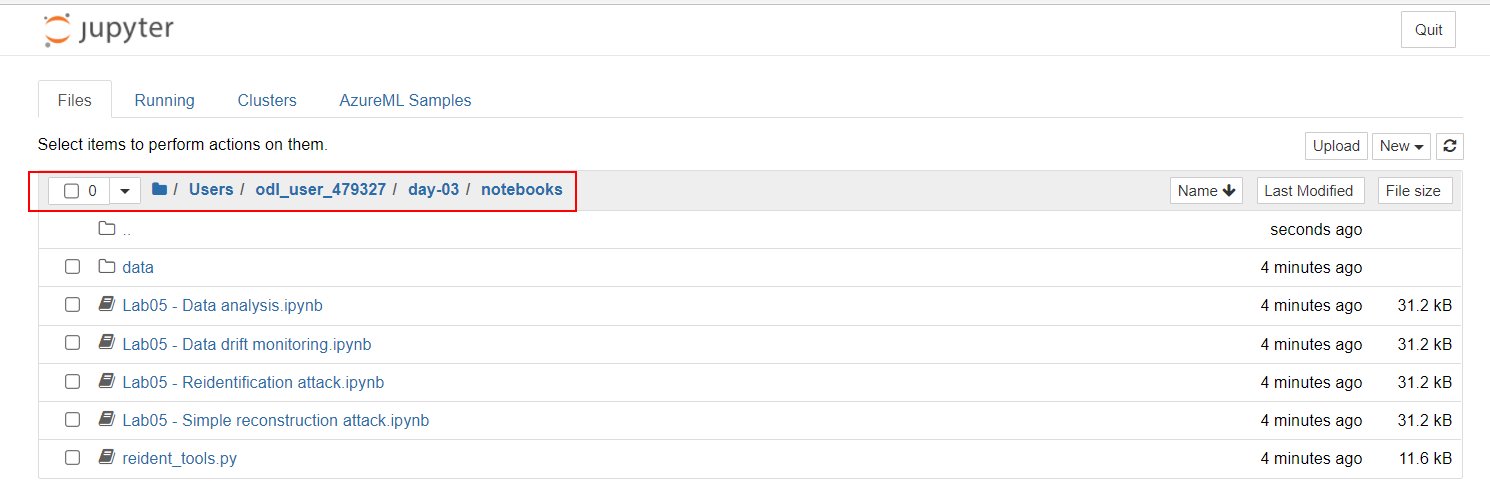 jupyter Quit
Files Running Clusters AzureML Samples
Select items to perform actions on them. Upload New
0 / Users / odl_user_479327 / day-03 / notebooks Name Last Modified File size
.. seconds ago
data 4 minutes ago
Lab05 - Data analysis.ipynb 4 minutes ago 31.2 kB
Lab05 - Data drift monitoring.ipynb 4 minutes ago 31.2 kB
Lab05 - Reidentification attack.ipynb 4 minutes ago 31.2 kB
Lab05 - Simple reconstruction attack.ipynb 4 minutes ago 31.2 kB
reident_tools.py 4 minutes ago 11.6 kB